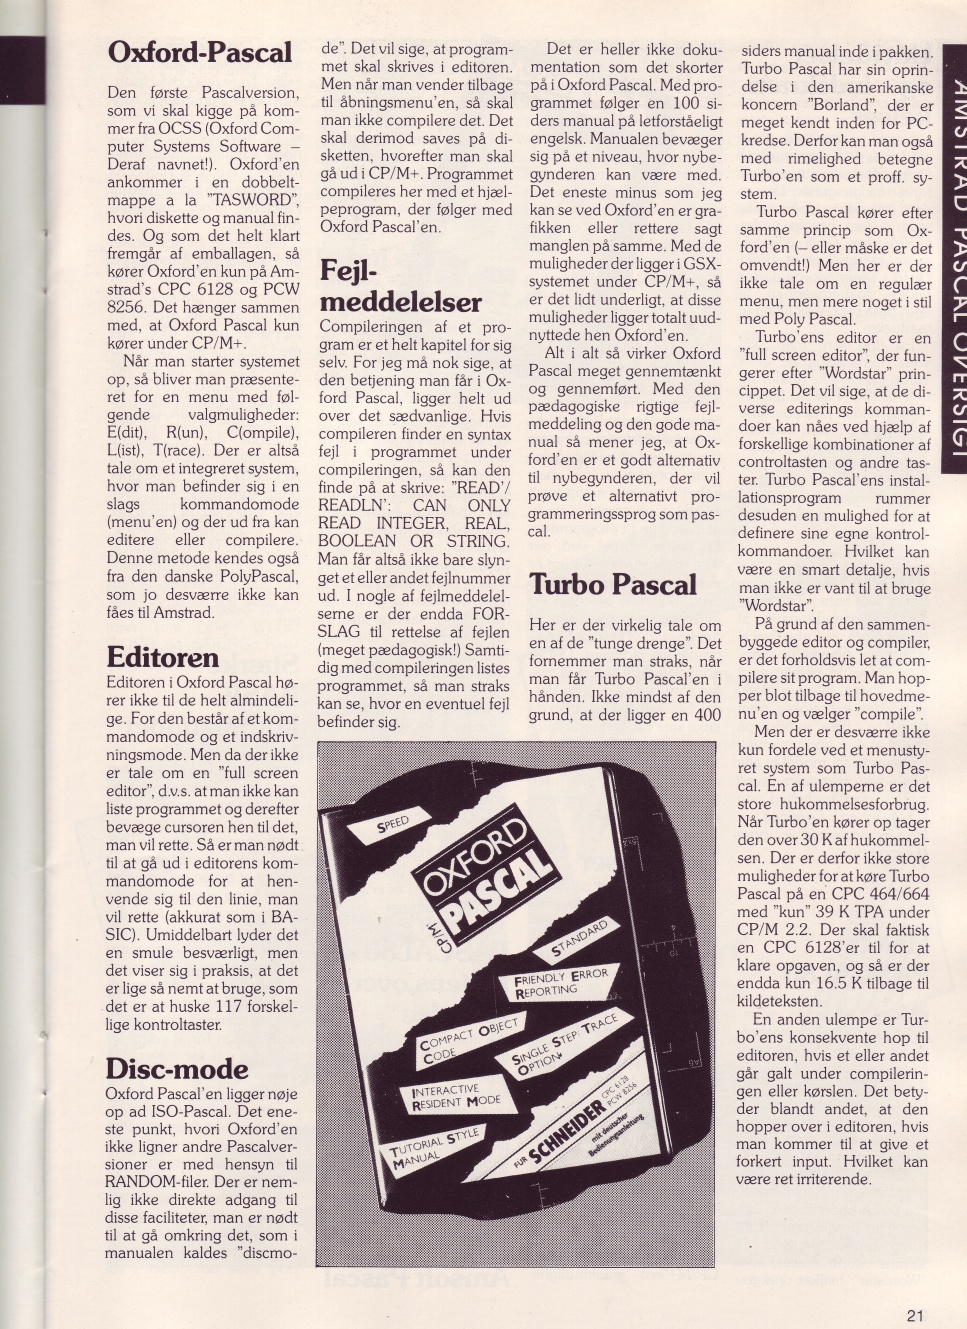 Oxford-Pascal
Den første Pascalversion,
som vi skal kigge på kom-
mer fra OCSS (Oxford Com-
puter Systems Software –
Deraf navnet!). Oxford'en
ankommer i en dobbelt-
mappe a la ”TASWORD”,
hvori diskette og manual fin-
des. Og som det helt klart
fremgår af emballagen, så
kører Oxford'en kun på Am-
strad's CPC 6128 og PCW
8256. Det hænger sammen
med, at Oxford Pascal kun
kører under CP/M+.
Når man starter systemet
op, så bliver man præsente-
ret for en menu med føl-
gende valgmuligheder:
E(dit), R(un), C(ompile),
L(ist), T(race). Der er altså
tale om et integreret system,
hvor man befinder sig i en
slags kommandomode
(menu'en) og der ud fra kan
editere eller compilere.
Denne metode kendes også
fra den danske PolyPascal,
som jo desværre ikke kan
fåes til Amstrad.
Editoren
Editoren i Oxford Pascal hø-
rer ikke til de helt almindeli-
ge. For den består af et kom-
mandomode og et indskriv-
ningsmode. Men da der ikke
er tale om en ”full screen
editor”, d.v.s. at man ikke kan
liste programmet og derefter
bevæge cursoren hen til det,
man vil rette. Så er man nødt
til at gå ud i editorens kom-
mandomode for at hen-
vende sig til den linie, man
vil rette (akkurat som i BA-
SIC). Umiddelbart lyder det
en smule besværligt, men
det viser sig i praksis, at det
er lige så nemt at bruge, som
det er at huske 117 forskel-
lige kontroltaster.
Disc-mode
Oxford Pascal'en ligger nøje
op ad ISO-Pascal. Det ene-
ste punkt, hvori Oxford'en
ikke ligner andre Pascalver-
sioner er med hensyn til
RANDOM-filer. Der er nem-
lig ikke direkte adgang til
disse faciliteter, man er nødt
til at gå omkring det, som i
manualen kaldes ”discmo-
de”. Det vil sige, at program-
met skal skrives i editoren.
Men når man vender tilbage
til åbningsmenu'en, så skal
man ikke compilere det. Det
skal derimod saves på di-
sketten, hvorefter man skal
gå ud i CP/M+. Programmet
compileres her med et hjæl-
peprogram, der følger med
Oxford Pascal'en.
Fejl-
meddelelser
Compileringen af et pro-
gram er et helt kapitel for sig
selv. For jeg må nok sige, at
den betjening man får i Ox-
ford Pascal, ligger helt ud
over det sædvanlige. Hvis
compileren finder en syntax
fejl i programmet under
compileringen, så kan den
finde på at skrive: ”READ'/
READLN': CAN ONLY
READ INTEGER, REAL,
BOOLEAN OR STRING.
Man får altså ikke bare slyn-
get et eller andet fejlnummer
ud. I nogle af fejlmeddelel-
serne er der endda FOR-
SLAG til rettelse af fejlen
(meget pædagogisk!) Samti-
dig med compileringen listes
programmet, så man straks
kan se, hvor en eventuel fejl
befinder sig.
Det er heller ikke doku-
mentation som det skorter
på i Oxford Pascal. Med pro-
grammet følger en 100 si-
ders manual på letforståeligt
engelsk. Manualen bevæger
sig på et niveau, hvor nybe-
gynderen kan være med.
Det eneste minus som jeg
kan se ved Oxford'en er gra-
fikken eller rettere sagt
manglen på samme. Med de
muligheder der ligger i GSX-
systemet under CP/M+, så
er det lidt underligt, at disse
muligheder ligger totalt uud-
nyttede hen Oxford'en.
Alt i alt så virker Oxford
Pascal meget gennemtænkt
og gennemført. Med den
pædagogiske rigtige fejl-
meddeling og den gode ma-
nual så mener jeg, at Ox-
ford'en er et godt alternativ
til nybegynderen, der vil
prøve et alternativt pro-
grammeringssprog som pas-
cal.
Turbo Pascal
Her er der virkelig tale om
en af de ”tunge drenge”. Det
fornemmer man straks, når
man får Turbo Pascal'en i
hånden. Ikke mindst af den
grund, at der ligger en 400
siders manual inde i pakken.
Turbo Pascal har sin oprin-
delse i den amerikanske
koncern ”Borland”, der er
meget kendt inden for PC-
kredse. Derfor kan man også
med rimelighed betegne
Turbo'en som et proff. sy-
stem.
Turbo Pascal kører efter
samme princip som Ox-
ford'en (– eller måske er det
omvendt!) Men her er der
ikke tale om en regulær
menu, men mere noget i stil
med Poly Pascal.
Turbo'ens editor er en
”full screen editor”, der fun-
gerer efter ”Wordstar” prin-
cippet. Det vil sige, at de di-
verse editerings komman-
doer kan nåes ved hjælp af
forskellige kombinationer af
controltasten og andre tas-
ter. Turbo Pascal'ens instal-
lationsprogram rummer
desuden en mulighed for at
definere sine egne kontrol-
kommandoer. Hvilket kan
være en smart detalje, hvis
man ikke er vant til at bruge
”Wordstar”.
På grund af den sammen-
byggede editor og compiler,
er det forholdsvis let at com-
pilere sit program. Man hop-
per blot tilbage til hovedme-
nu'en og vælger ”compile”.
Men der er desværre ikke
kun fordele ved et menusty-
ret system som Turbo Pas-
cal. En af ulemperne er det
store hukommelsesforbrug.
Når Turbo'en kører op tager
den over 30 K af hukommel-
sen. Der er derfor ikke store
muligheder for at køre Turbo
Pascal på en CPC 464/664
med ”kun” 39 K TPA under
CP/M 2.2. Der skal faktisk
en CPC 6128'er til for at
klare opgaven, og så er der
endda kun 16.5 K tilbage til
kildeteksten.
En anden ulempe er Tur-
bo'ens konsekvente hop til
editoren, hvis et eller andet
går galt under compilerin-
gen eller kørslen. Det bety-
der blandt andet, at den
hopper over i editoren, hvis
man kommer til at give et
forkert input. Hvilket kan
være ret irriterende.
AMSTRAD PASCAL OVERSIGT
SPEED
OXFORD
PASCAL
CP/M
STANDARD
FRIENDLY ERROR
REPORTING
COMPACT OBJECT
CODE
SINGLE STEP TRACE
OPTION*
INTERACTIVE
RESIDENT MODE
TUTORIAL STYLE
MANUAL
FÜR SCHNEIDER CPC 6128
PCW 8256
mit deutscher
Bedienungsanleitung
21